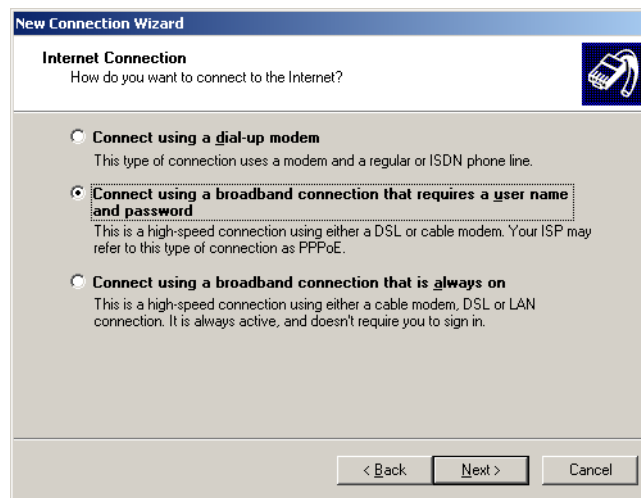 New Connection Wizard
Internet Connection
How do you want to connect to the Internet?
Connect using a dial-up modem
This type of connection uses a modem and a regular or ISDN phone line.
Connect using a broadband connection that requires a user name
and password
This is a high-speed connection using either a DSL or cable modem. Your ISP may
refer to this type of connection as PPPoE.
Connect using a broadband connection that is always on
This is a high-speed connection using either a cable modem, DSL or LAN
connection. It is always active, and doesn't require you to sign in.
< Back Next > Cancel